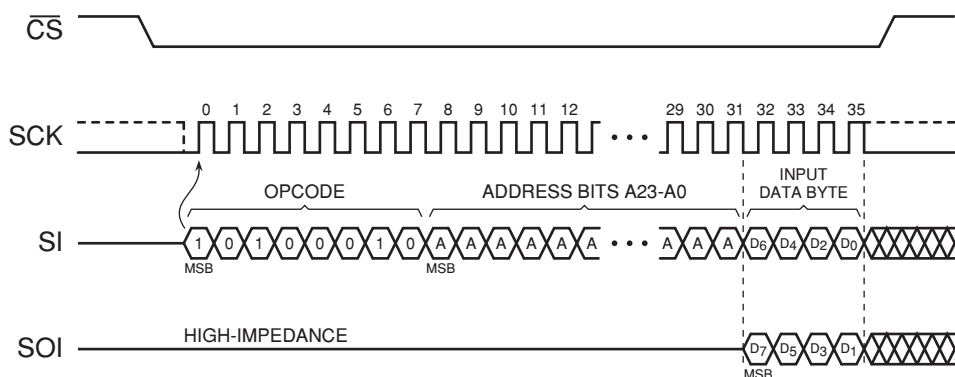 CS
0 1 2 3 4 5 6 7 8 9 10 11 12 29 30 31 32 33 34 35
SCK
OPCODE ADDRESS BITS A23-A0 INPUT DATA BYTE
SI 1 0 1 0 0 0 1 0 A A A A A A A A A D6 D4 D2 D0
MSB MSB
HIGH-IMPEDANCE
SOI D7 D5 D3 D1
MSB